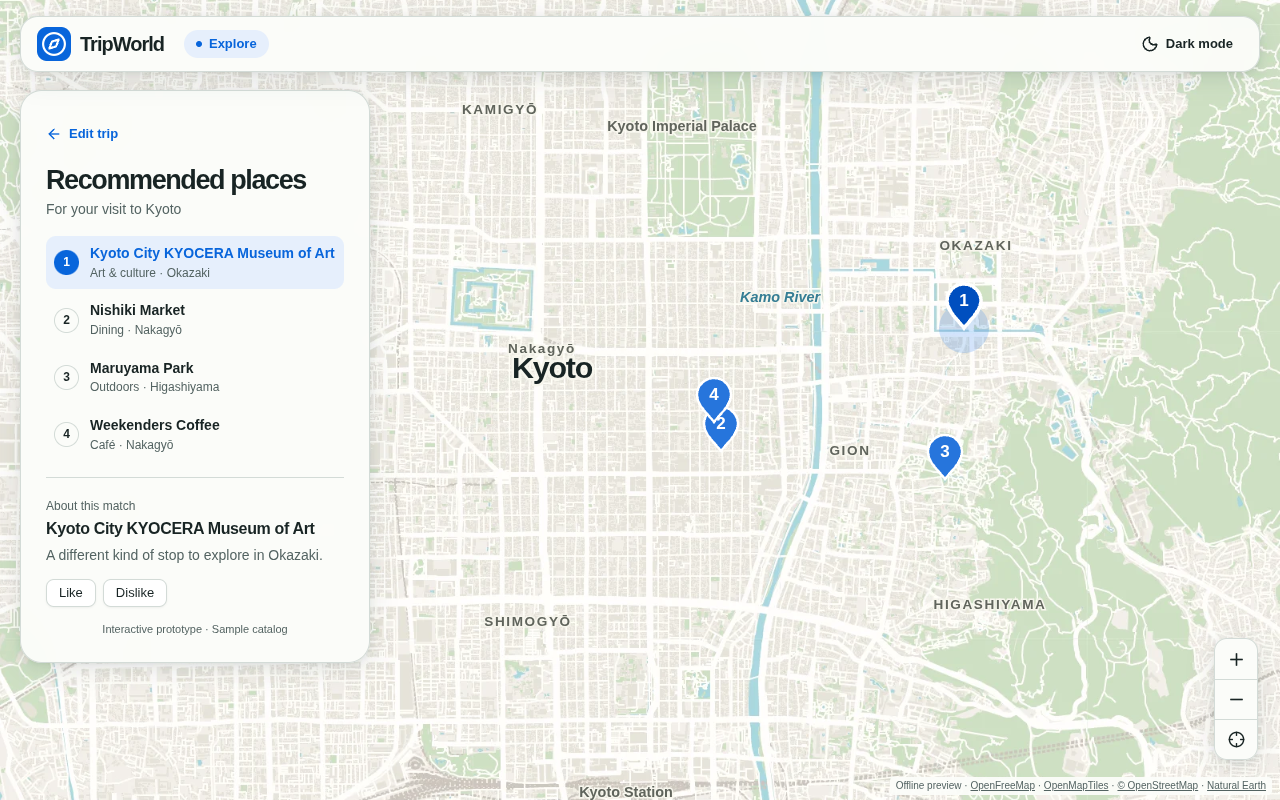 TripWorld
Explore
Dark mode
Edit trip
Recommended places
For your visit to Kyoto
1
Kyoto City KYOCERA Museum of Art
Art & culture · Okazaki
2
Nishiki Market
Dining · Nakagyō
3
Maruyama Park
Outdoors · Higashiyama
4
Weekenders Coffee
Café · Nakagyō
About this match
Kyoto City KYOCERA Museum of Art
A different kind of stop to explore in Okazaki.
Like
Dislike
Interactive prototype · Sample catalog
KAMIGYŌ
Kyoto Imperial Palace
OKAZAKI
Kamo River
1
Nakagyō
Kyoto
4
2
GION
3
HIGASHIYAMA
SHIMOGYŌ
Kyoto Station
Offline preview · OpenFreeMap · OpenMapTiles · © OpenStreetMap · Natural Earth